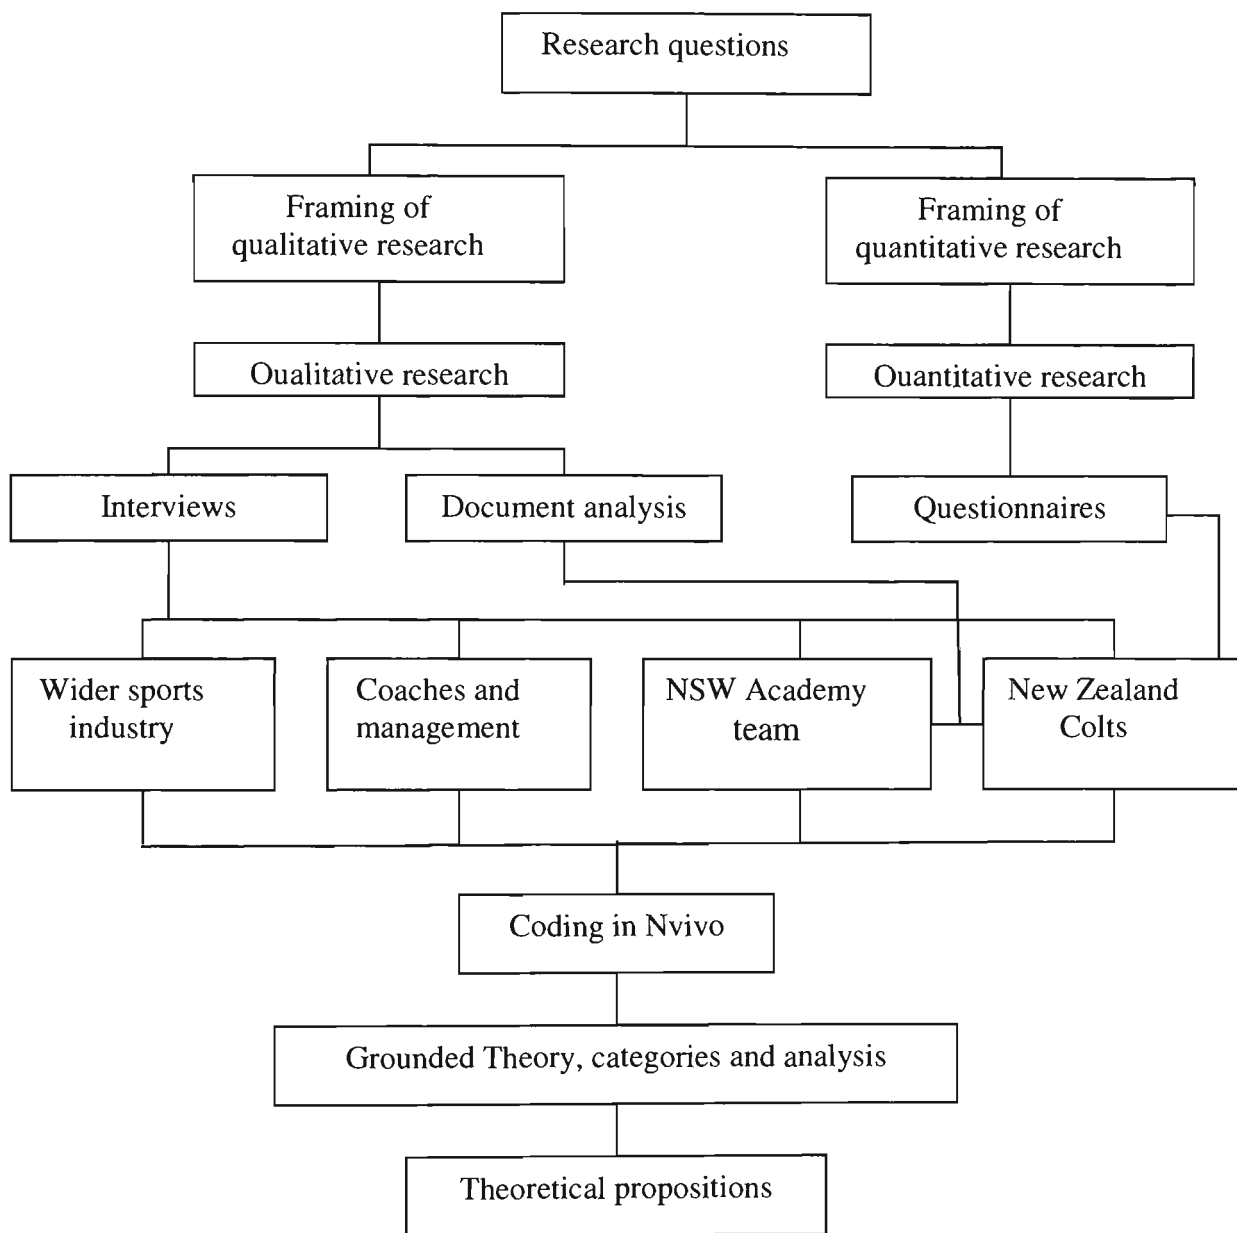 Research questions
Framing of
qualitative research
Framing of
quantitative research
Oualitative research
Ouantitative research
Interviews
Document analysis
Questionnaires
Wider sports
industry
Coaches and
management
NSW Academy
team
New Zealand
Colts
Coding in Nvivo
Grounded Theory, categories and analysis
Theoretical propositions